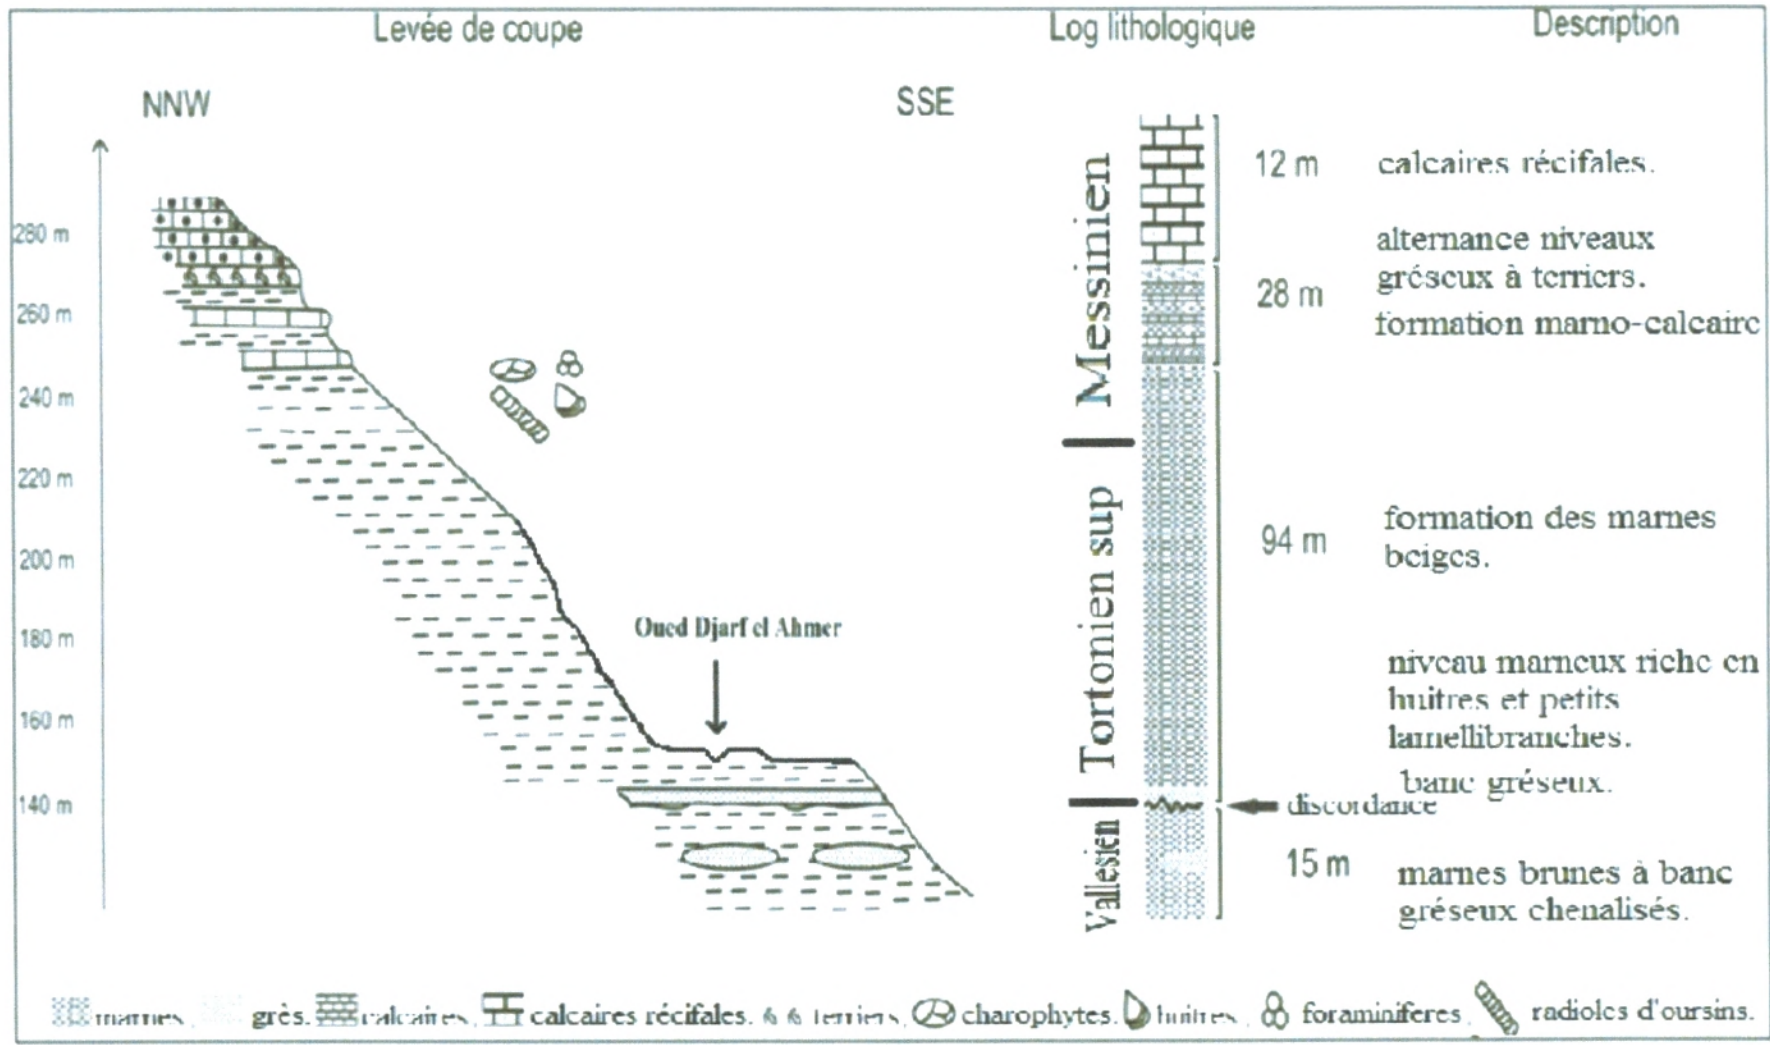 Levée de coupe
Log lithologique
Description
NNW
SSE
280 m
260 m
240 m
220 m
200 m
180 m
160 m
140 m
Oued Djarf el Ahmer
Messinien
Tortonien sup
Vallesien
12 m
28 m
94 m
15 m
calcaires récifales.
alternance niveaux
gréseux à terriers.
formation marno-calcaire
formation des marnes
beiges.
niveau marneux riche en
huitres et petits
lamellibranches.
banc gréseux.
discordance
marnes brunes à banc
gréseux chenalisés.
marnes grès. calcaires calcaires récifales. terriers charophytes. huitres foraminiferes radioles d'oursins.